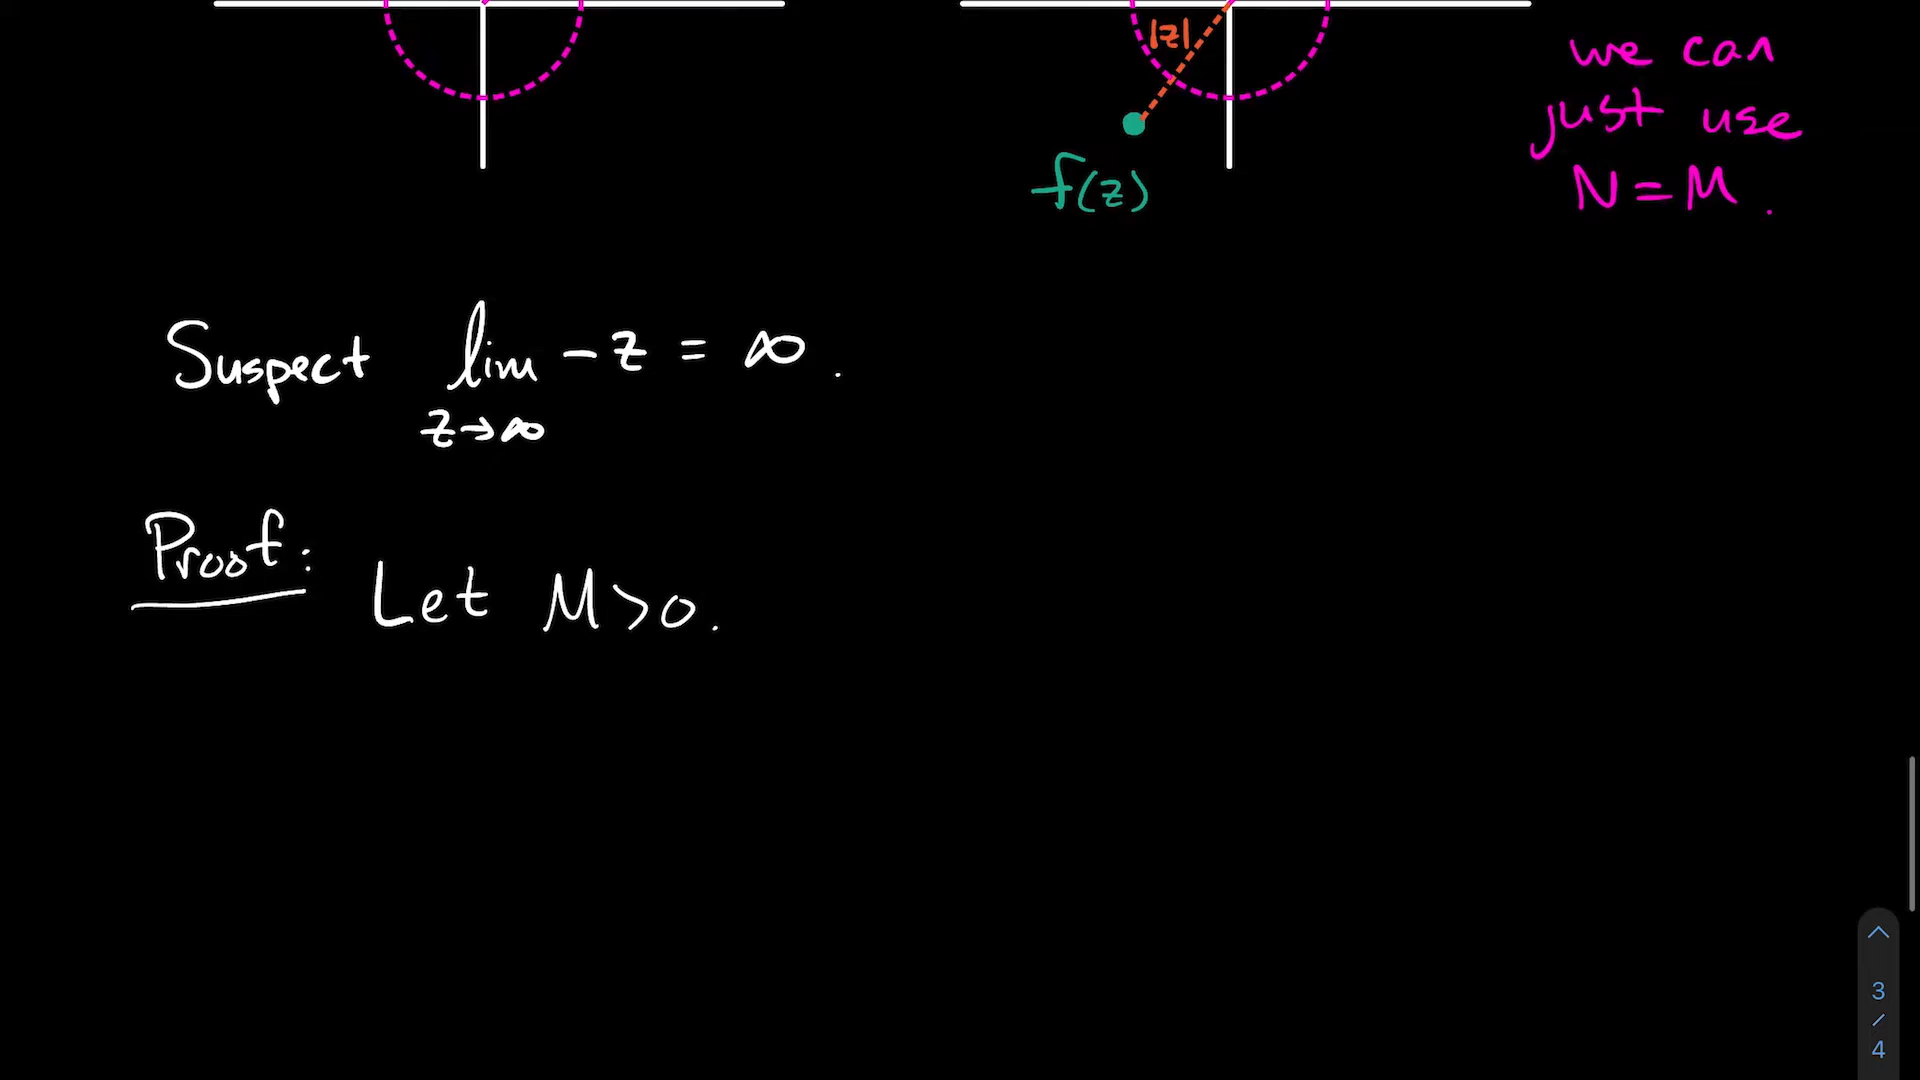 |z|
f(z)
we can
just use
N = M.
Suspect lim - z = ∞.
z→∞
Proof: Let M>0.
3
/
4